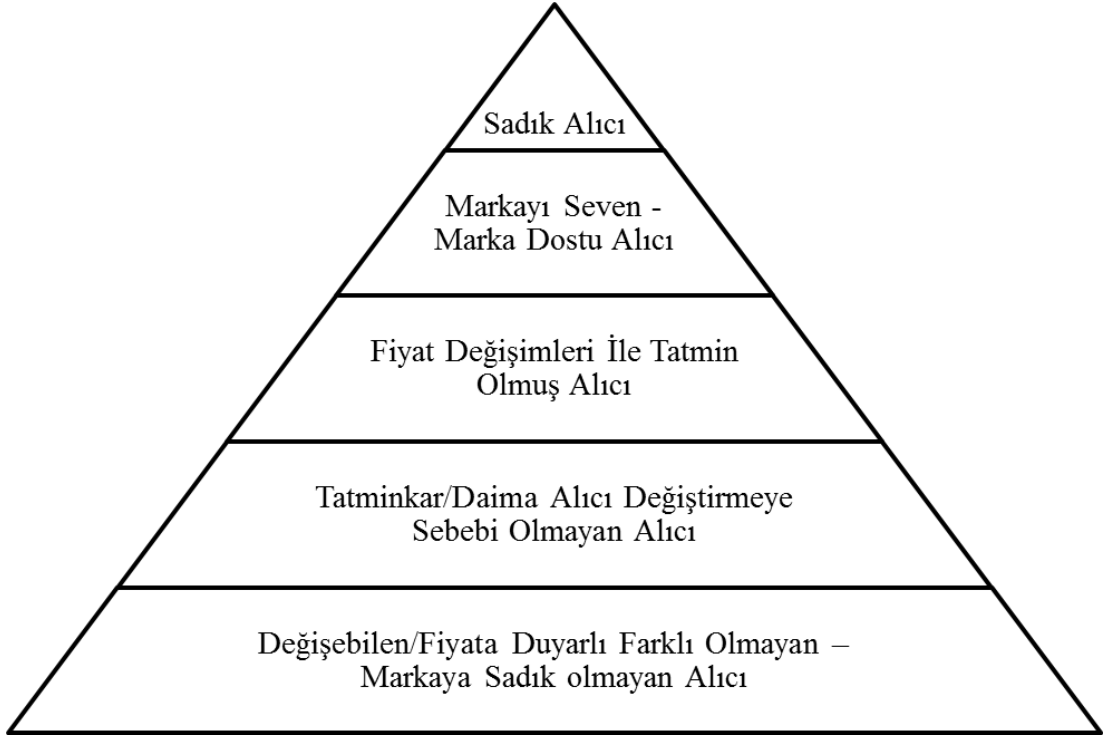 Sadık Alıcı
Markayı Seven -
Marka Dostu Alıcı
Fiyat Değişimleri İle Tatmin
Olmuş Alıcı
Tatminkar/Daima Alıcı Değiştirmeye
Sebebi Olmayan Alıcı
Değişebilen/Fiyata Duyarlı Farklı Olmayan –
Markaya Sadık olmayan Alıcı